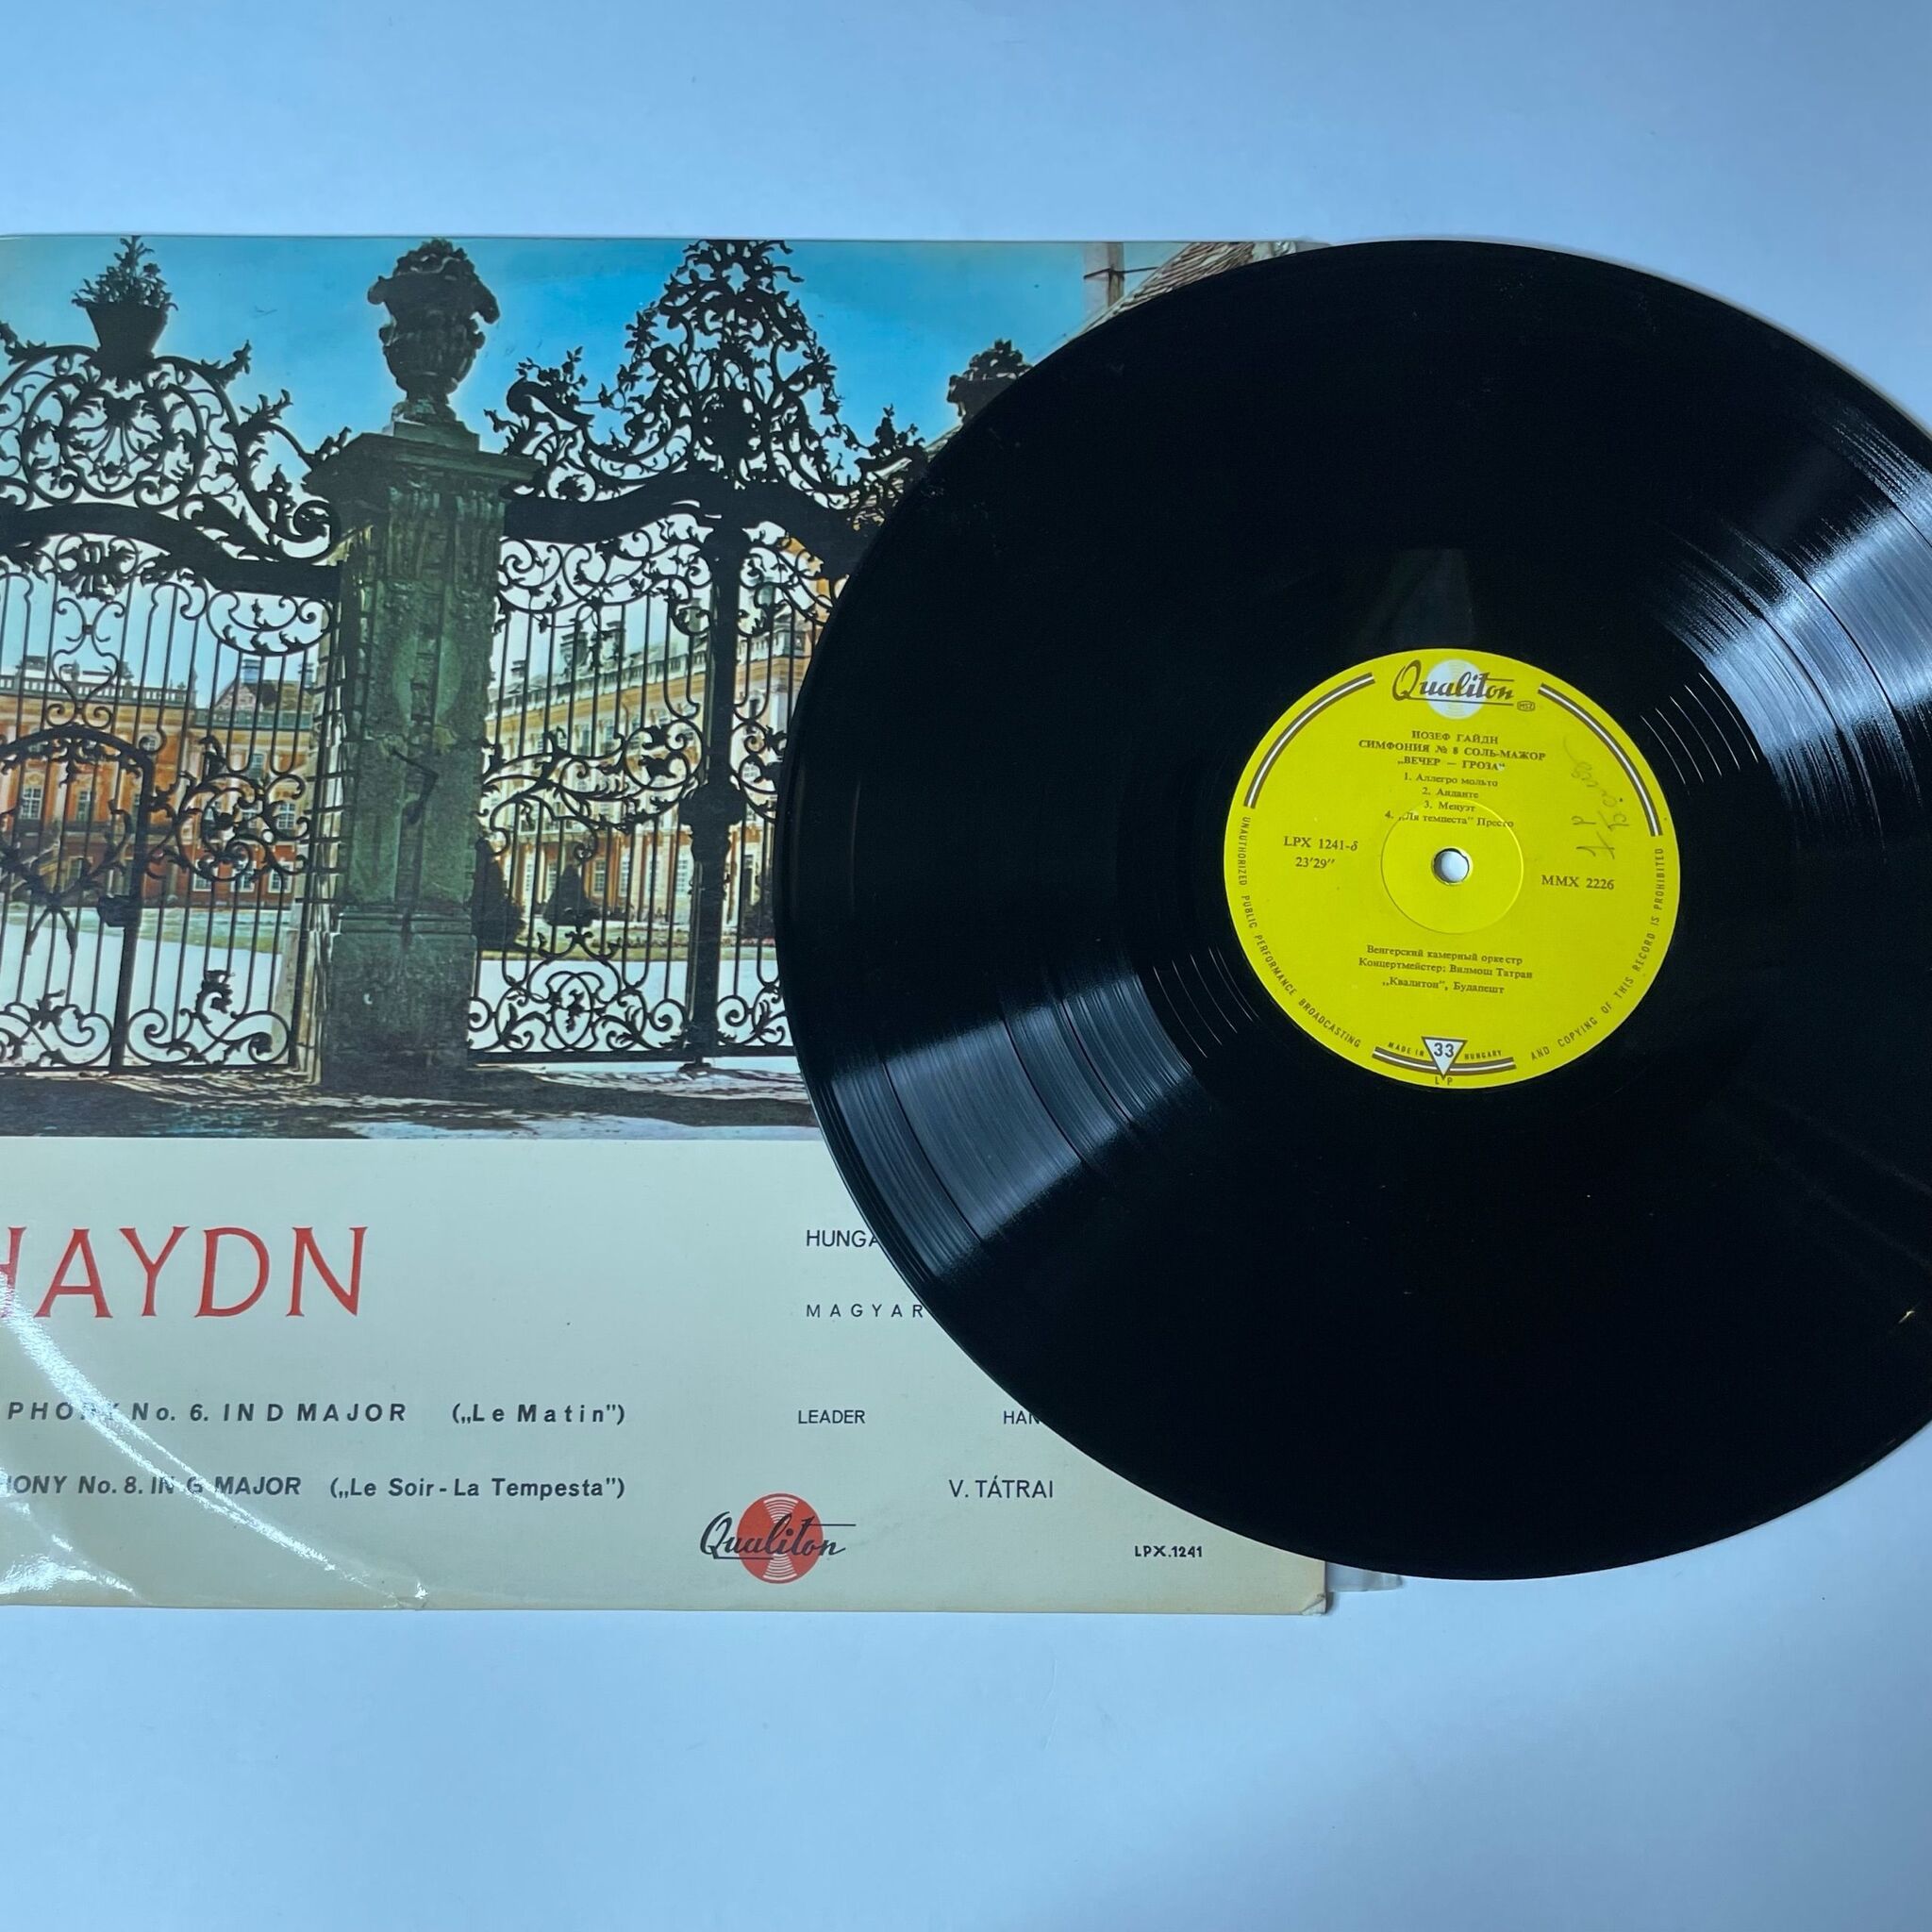 HAYDN
PHONY No. 6. IN D MAJOR („Le Matin")
HONY No. 8. IN G MAJOR („Le Soir - La Tempesta")
HUNGA
MAGYAR
LEADER HAN
V. TÁTRAI
Qualiton
LPX.1241
Qualiton
ЙОЗЕФ ГАЙДН
СИМФОНИЯ № 8 СОЛЬ-МАЖОР
„ВЕЧЕР — ГРОЗА"
1. Аллегро мольто
2. Анданте
3. Менуэт
4. „Ля темпеста" Престо
LPX 1241-б
23'29"
MMX 2226
Венгерский камерный оркестр
Концертмейстер: Вилмош Татраи
„Квалитон", Будапешт
MADE IN 33 HUNGARY
LP
UNAUTHORIZED PUBLIC PERFORMANCE BROADCASTING AND COPYING OF THIS RECORD IS PROHIBITED